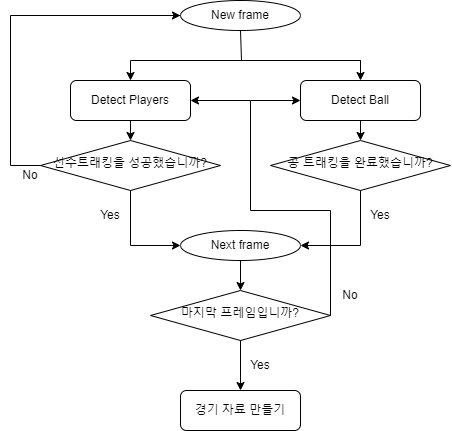 New frame
Detect Players
Detect Ball
선수트래킹을 성공했습니까?
공 트래킹을 완료했습니까?
No
Yes
Yes
Next frame
마지막 프레임입니까?
No
Yes
경기 자료 만들기